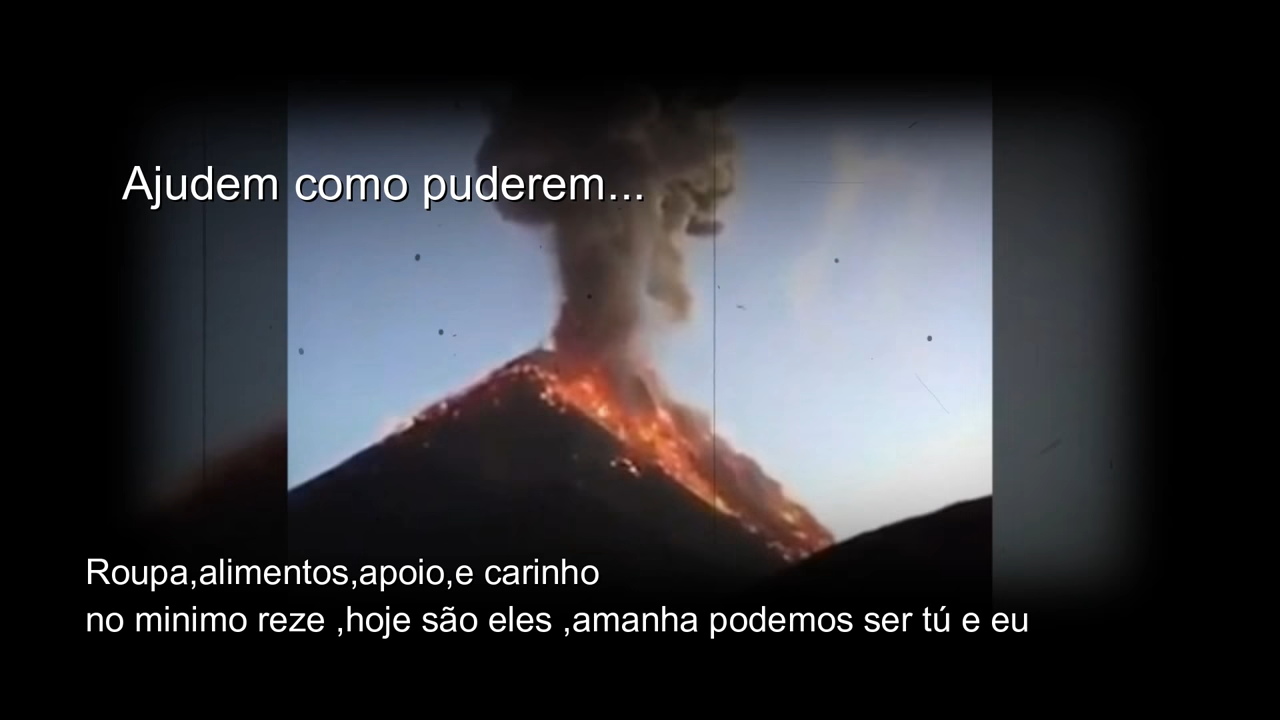 Ajudem como puderem...
Roupa,alimentos,apoio,e carinho
no minimo reze ,hoje são eles ,amanha podemos ser tú e eu